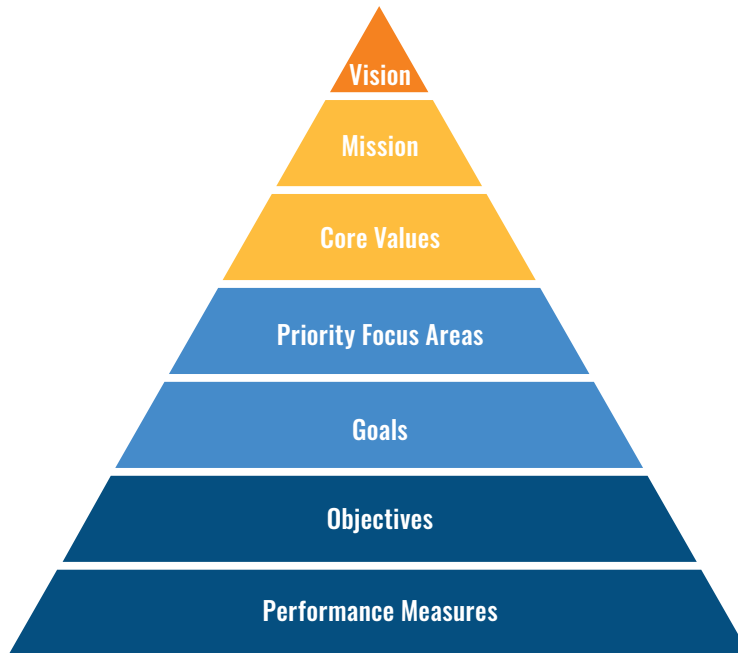 Vision
Mission
Core Values
Priority Focus Areas
Goals
Objectives
Performance Measures